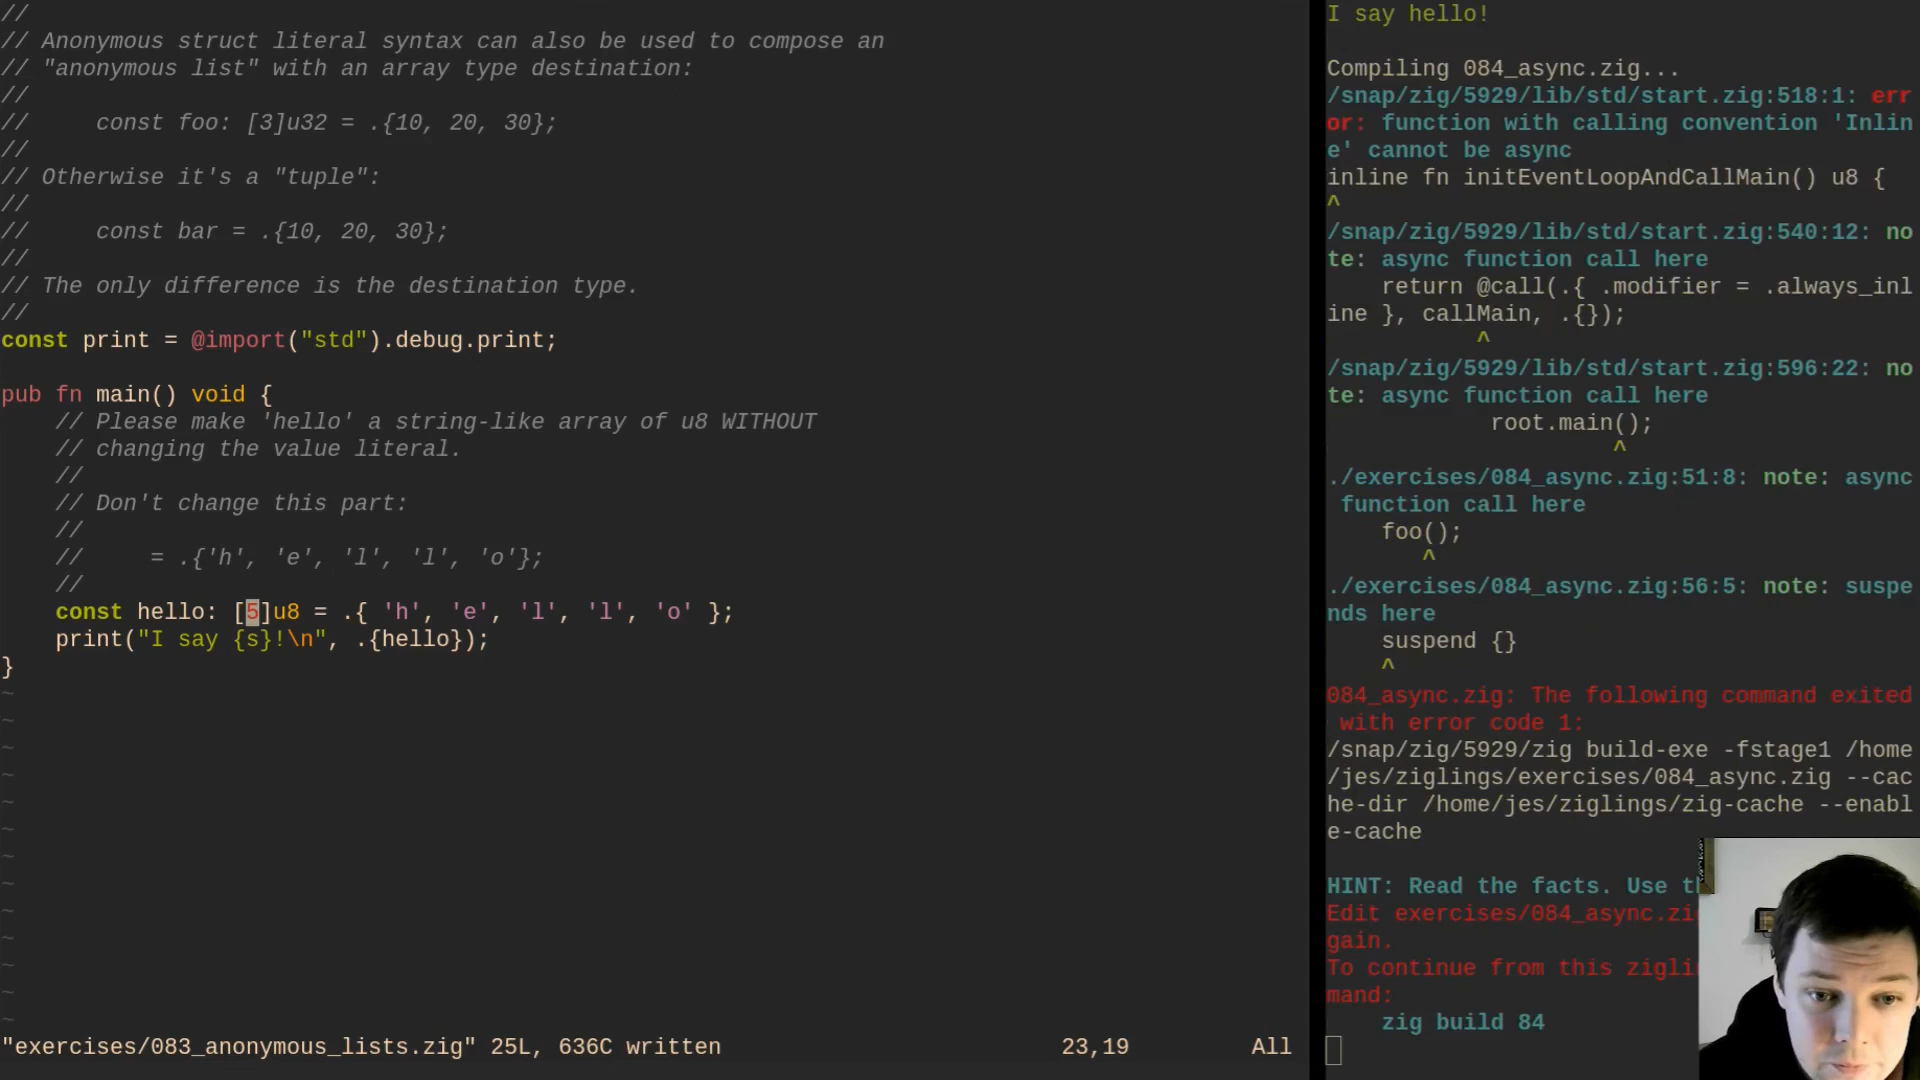 //
// Anonymous struct literal syntax can also be used to compose an
// "anonymous list" with an array type destination:
//
//     const foo: [3]u32 = .{10, 20, 30};
//
// Otherwise it's a "tuple":
//
//     const bar = .{10, 20, 30};
//
// The only difference is the destination type.
//
const print = @import("std").debug.print;

pub fn main() void {
    // Please make 'hello' a string-like array of u8 WITHOUT
    // changing the value literal.
    //
    // Don't change this part:
    //
    //     = .{'h', 'e', 'l', 'l', 'o'};
    //
    const hello: [5]u8 = .{ 'h', 'e', 'l', 'l', 'o' };
    print("I say {s}!\n", .{hello});
}
~
~
~
~
~
~
~
~
~
~
~
~
~
"exercises/083_anonymous_lists.zig" 25L, 636C written 23,19 All
I say hello!

Compiling 084_async.zig...
/snap/zig/5929/lib/std/start.zig:518:1: err
or: function with calling convention 'Inlin
e' cannot be async
inline fn initEventLoopAndCallMain() u8 {
^
/snap/zig/5929/lib/std/start.zig:540:12: no
te: async function call here
    return @call(.{ .modifier = .always_inl
ine }, callMain, .{});
           ^
/snap/zig/5929/lib/std/start.zig:596:22: no
te: async function call here
            root.main();
                     ^
./exercises/084_async.zig:51:8: note: async
 function call here
    foo();
       ^
./exercises/084_async.zig:56:5: note: suspe
nds here
    suspend {}
    ^
084_async.zig: The following command exited
 with error code 1:
/snap/zig/5929/zig build-exe -fstage1 /home
/jes/ziglings/exercises/084_async.zig --cac
he-dir /home/jes/ziglings/zig-cache --enabl
e-cache

HINT: Read the facts. Use
Edit exercises/084_async.zi
gain.
To continue from this zigli
mand:
    zig build 84